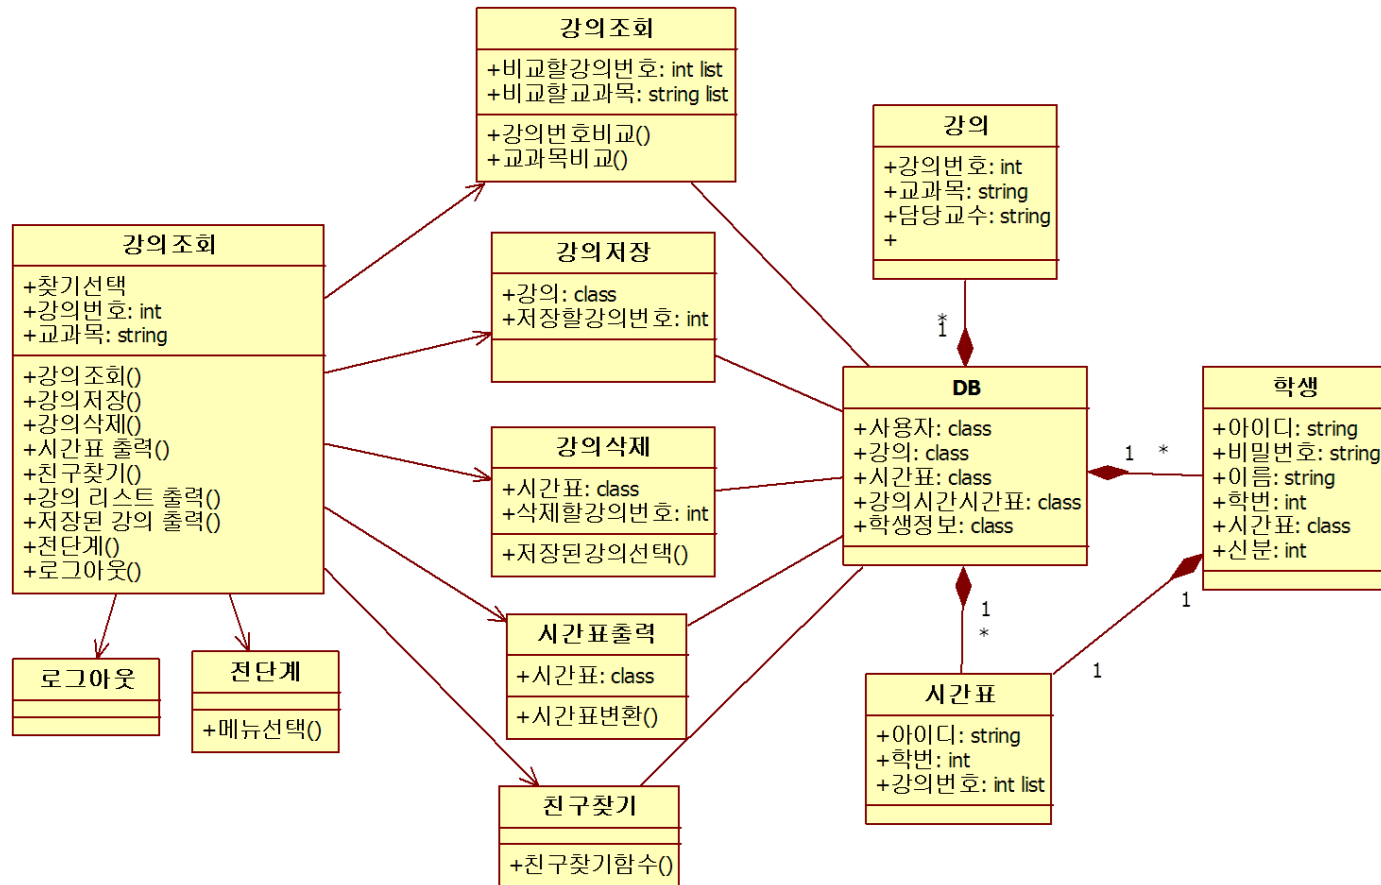 강의조회
+비교할강의번호: int list
+비교할교과목: string list
+강의번호비교()
+교과목비교()
강의
+강의번호: int
+교과목: string
+담당교수: string
+
강의조회
+찾기선택
+강의번호: int
+교과목: string
+강의조회()
+강의저장()
+강의삭제()
+시간표 출력()
+친구찾기()
+강의 리스트 출력()
+저장된 강의 출력()
+전단계()
+로그아웃()
강의저장
+강의: class
+저장할강의번호: int
*
1
DB
+사용자: class
+강의: class
+시간표: class
+강의시간시간표: class
+학생정보: class
1 *
학생
+아이디: string
+비밀번호: string
+이름: string
+학번: int
+시간표: class
+신분: int
강의삭제
+시간표: class
+삭제할강의번호: int
+저장된강의선택()
1
*
1
1
시간표출력
+시간표: class
+시간표변환()
로그아웃
전단계
+메뉴선택()
시간표
+아이디: string
+학번: int
+강의번호: int list
친구찾기
+친구찾기함수()